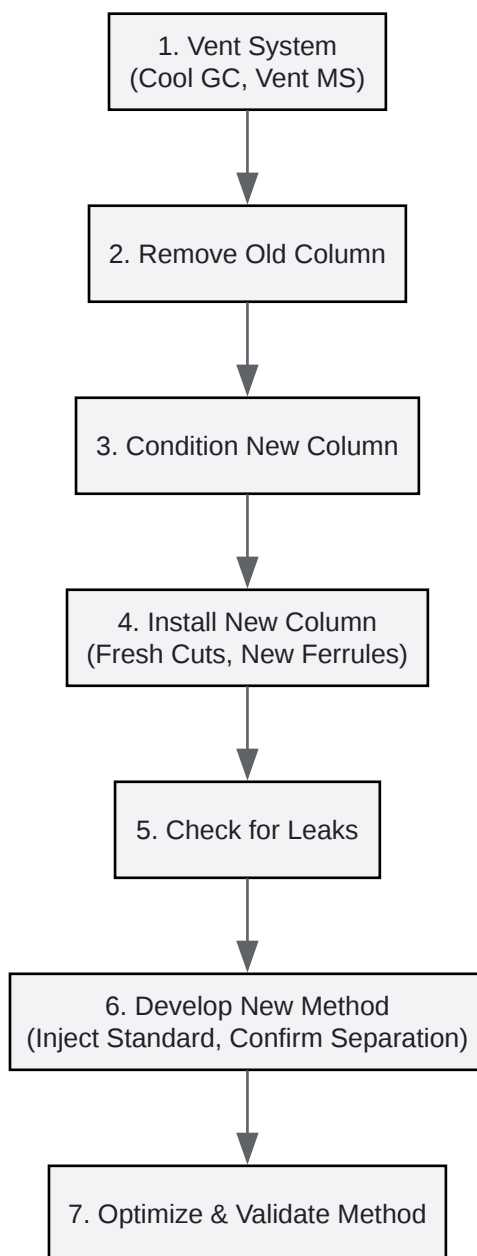 1. Vent System
(Cool GC, Vent MS)
2. Remove Old Column
3. Condition New Column
4. Install New Column
(Fresh Cuts, New Ferrules)
5. Check for Leaks
6. Develop New Method
(Inject Standard, Confirm Separation)
7. Optimize & Validate Method